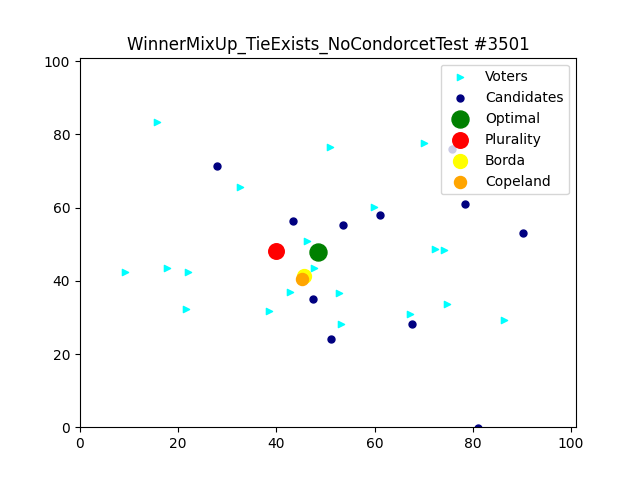 WinnerMixUp_TieExists_NoCondorcetTest #3501
100
80
60
40
20
0
0 20 40 60 80 100
Voters
Candidates
Optimal
Plurality
Borda
Copeland